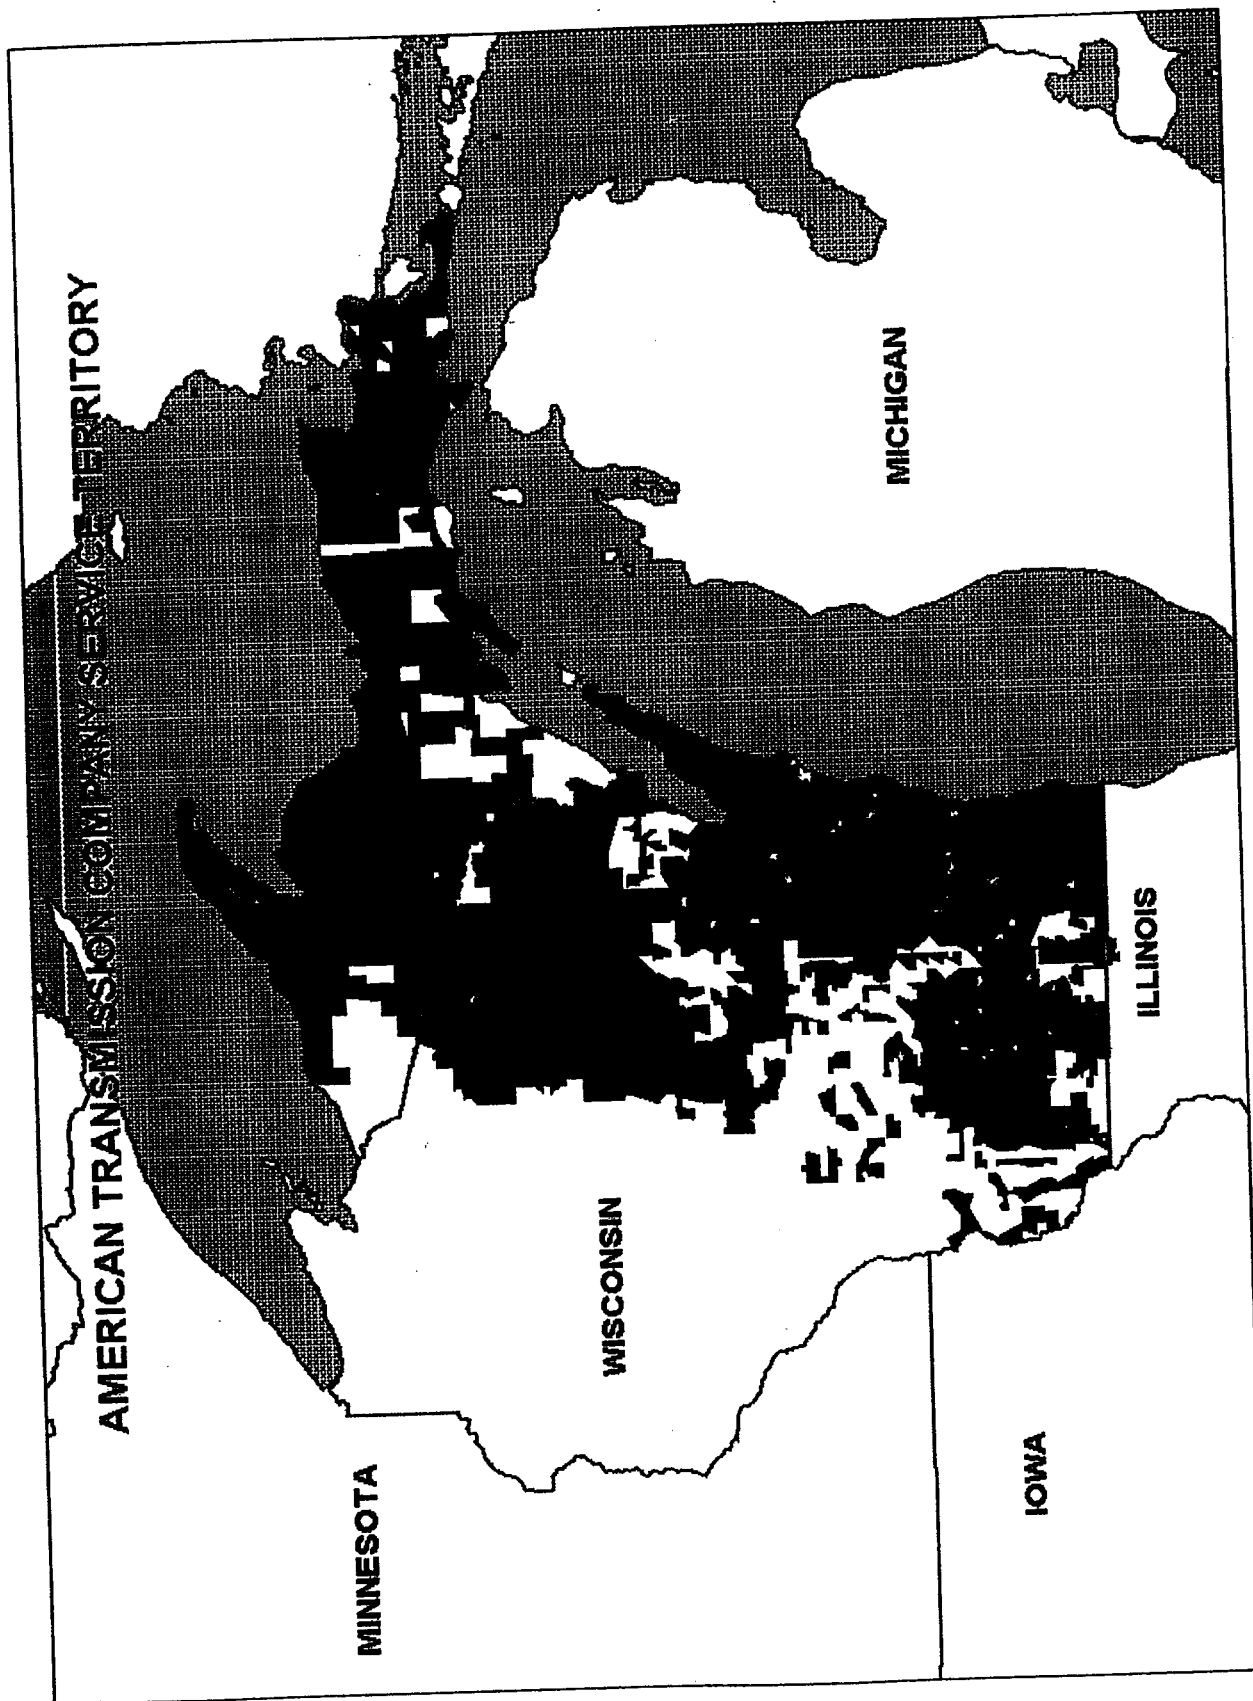 AMERICAN TRANSMISSION COMPANY SERVICE TERRITORY
MINNESOTA
WISCONSIN
MICHIGAN
IOWA
ILLINOIS